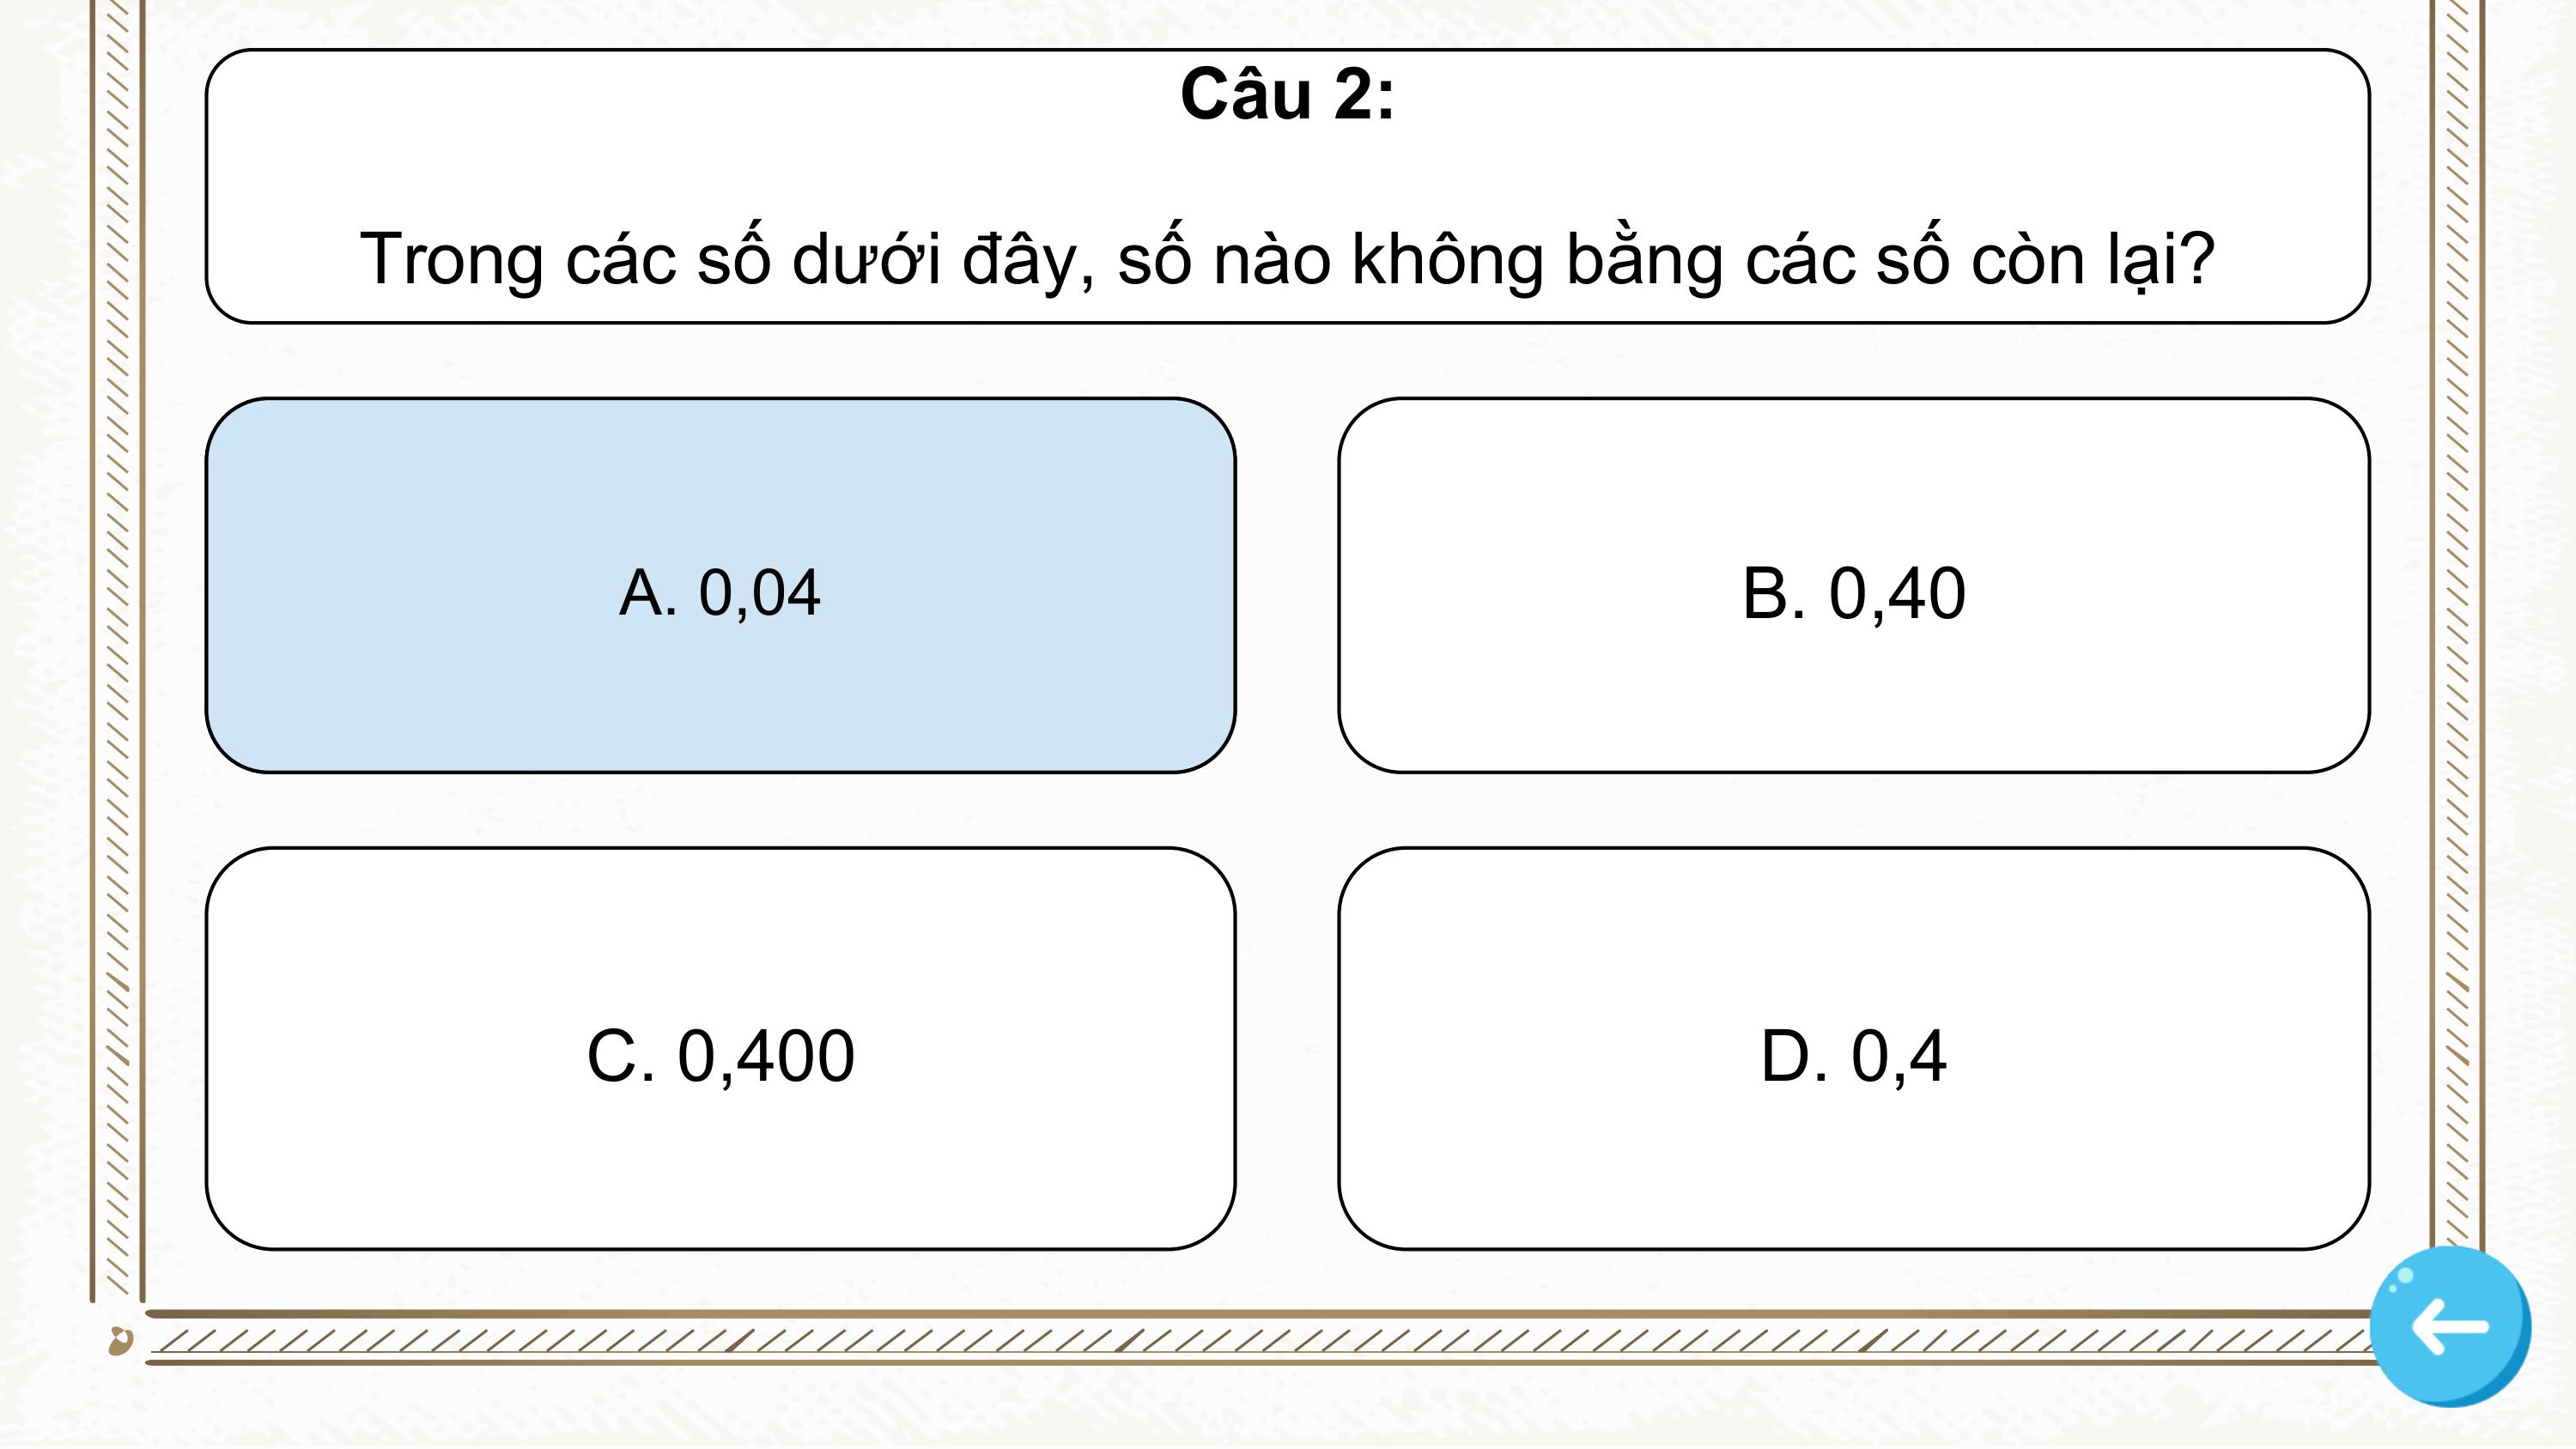 Câu 2:
Trong các số dưới đây, số nào không bằng các số còn lại?
A. 0,04
B. 0,40
C. 0,400
D. 0,4